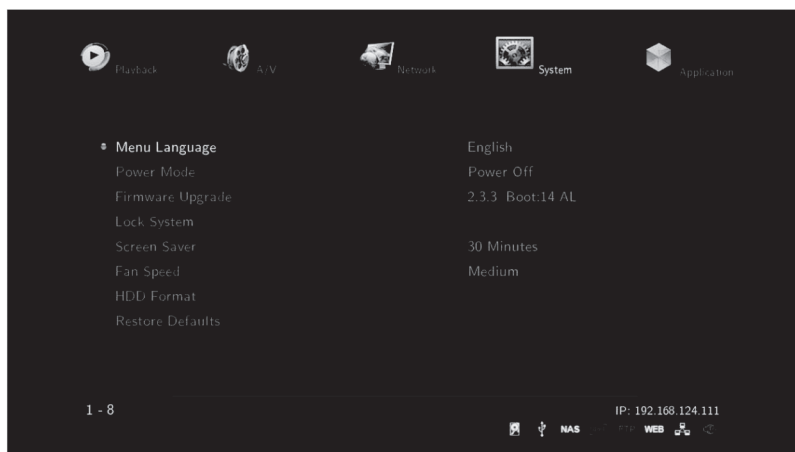 Playback A/V Network System Application
Menu Language English
Power Mode Power Off
Firmware Upgrade 2.3.3 Boot:14 AL
Lock System
Screen Saver 30 Minutes
Fan Speed Medium
HDD Format
Restore Defaults
1 - 8
IP: 192.168.124.111
NAS FTP WEB